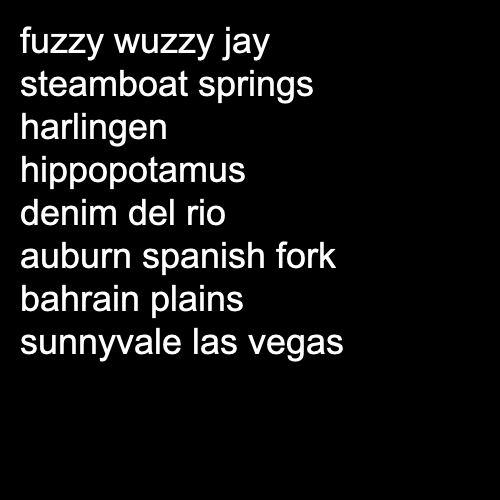 fuzzy wuzzy jay
steamboat springs
harlingen
hippopotamus
denim del rio
auburn spanish fork
bahrain plains
sunnyvale las vegas